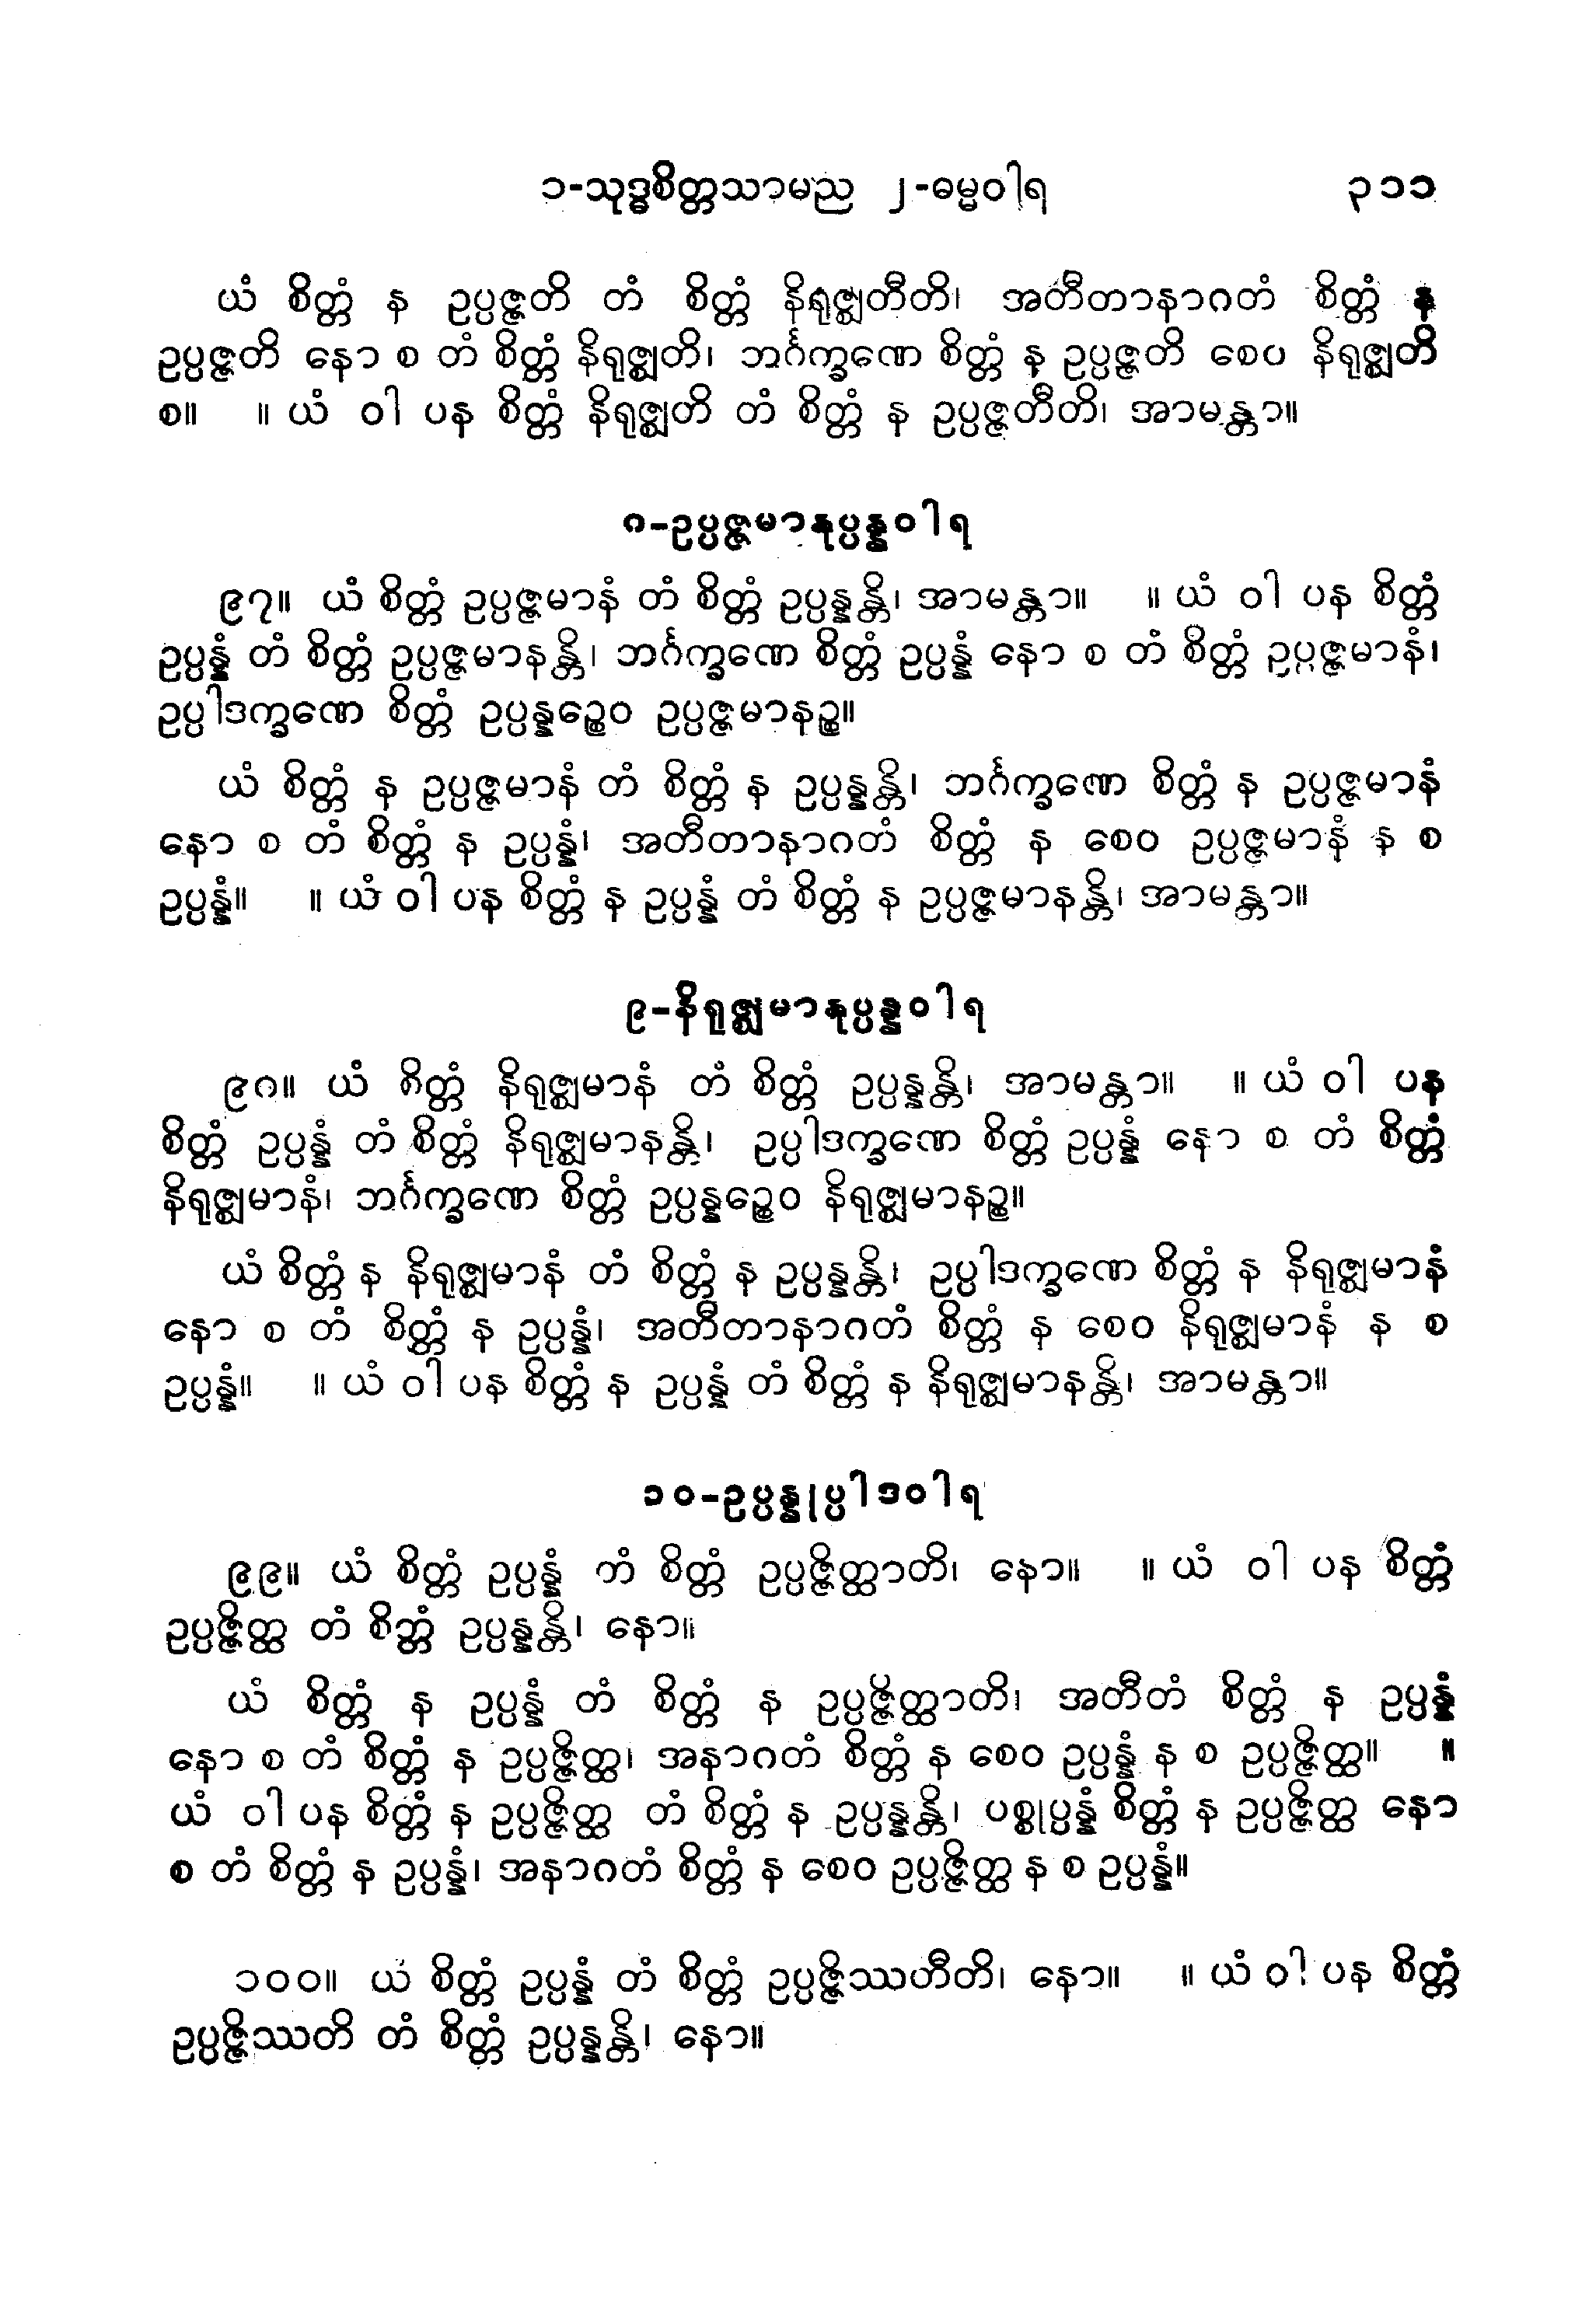 ၁-သုဒ္ဓစိတ္တသာမည ၂-ဓမ္မဝါရ ၃၁၁
ယံ စိတ္တံ န ဥပ္ပဇ္ဇတိ တံ စိတ္တံ နိရုဇ္ဈတီတိ၊ အတီတာနာဂတံ စိတ္တံ န
ဥပ္ပဇ္ဇတိ နော စ တံ စိတ္တံ နိရုဇ္ဈတိ၊ ဘင်္ဂက္ခဏေ စိတ္တံ န ဥပ္ပဇ္ဇတိ စေဝ နိရုဇ္ဈတိ
စ။ ။ ယံ ဝါ ပန စိတ္တံ နိရုဇ္ဈတိ တံ စိတ္တံ န ဥပ္ပဇ္ဇတီတိ၊ အာမန္တာ။
၈-ဥပ္ပဇ္ဇမာနုပ္ပန္နဝါရ
၉၇။ ယံ စိတ္တံ ဥပ္ပဇ္ဇမာနံ တံ စိတ္တံ ဥပ္ပန္နန္တိ၊ အာမန္တာ။ ။ ယံ ဝါ ပန စိတ္တံ
ဥပ္ပန္နံ တံ စိတ္တံ ဥပ္ပဇ္ဇမာနန္တိ၊ ဘင်္ဂက္ခဏေ စိတ္တံ ဥပ္ပန္နံ နော စ တံ စိတ္တံ ဥပ္ပဇ္ဇမာနံ၊
ဥပ္ပါဒက္ခဏေ စိတ္တံ ဥပ္ပန္နဉ္စေဝ ဥပ္ပဇ္ဇမာနဉ္စ။
ယံ စိတ္တံ န ဥပ္ပဇ္ဇမာနံ တံ စိတ္တံ န ဥပ္ပန္နန္တိ၊ ဘင်္ဂက္ခဏေ စိတ္တံ န ဥပ္ပဇ္ဇမာနံ
နော စ တံ စိတ္တံ န ဥပ္ပန္နံ၊ အတီတာနာဂတံ စိတ္တံ န စေဝ ဥပ္ပဇ္ဇမာနံ န စ
ဥပ္ပန္နံ။ ။ ယံ ဝါ ပန စိတ္တံ န ဥပ္ပန္နံ တံ စိတ္တံ န ဥပ္ပဇ္ဇမာနန္တိ၊ အာမန္တာ။
၉-နိရုဇ္ဈမာနုပ္ပန္နဝါရ
၉၈။ ယံ စိတ္တံ နိရုဇ္ဈမာနံ တံ စိတ္တံ ဥပ္ပန္နန္တိ၊ အာမန္တာ။ ။ ယံ ဝါ ပန
စိတ္တံ ဥပ္ပန္နံ တံ စိတ္တံ နိရုဇ္ဈမာနန္တိ၊ ဥပ္ပါဒက္ခဏေ စိတ္တံ ဥပ္ပန္နံ နော စ တံ စိတ္တံ
နိရုဇ္ဈမာနံ၊ ဘင်္ဂက္ခဏေ စိတ္တံ ဥပ္ပန္နဉ္စေဝ နိရုဇ္ဈမာနဉ္စ။
ယံ စိတ္တံ န နိရုဇ္ဈမာနံ တံ စိတ္တံ န ဥပ္ပန္နန္တိ၊ ဥပ္ပါဒက္ခဏေ စိတ္တံ န နိရုဇ္ဈမာနံ
နော စ တံ စိတ္တံ န ဥပ္ပန္နံ၊ အတီတာနာဂတံ စိတ္တံ န စေဝ နိရုဇ္ဈမာနံ န စ
ဥပ္ပန္နံ။ ။ ယံ ဝါ ပန စိတ္တံ န ဥပ္ပန္နံ တံ စိတ္တံ န နိရုဇ္ဈမာနန္တိ၊ အာမန္တာ။
၁၀-ဥပ္ပန္နုပ္ပါဒဝါရ
၉၉။ ယံ စိတ္တံ ဥပ္ပန္နံ တံ စိတ္တံ ဥပ္ပဇ္ဇိတ္ထာတိ၊ နော။ ။ ယံ ဝါ ပန စိတ္တံ
ဥပ္ပဇ္ဇိတ္ထ တံ စိတ္တံ ဥပ္ပန္နန္တိ၊ နော။
ယံ စိတ္တံ န ဥပ္ပန္နံ တံ စိတ္တံ န ဥပ္ပဇ္ဇိတ္ထာတိ၊ အတီတံ စိတ္တံ န ဥပ္ပန္နံ
နော စ တံ စိတ္တံ န ဥပ္ပဇ္ဇိတ္ထ၊ အနာဂတံ စိတ္တံ န စေဝ ဥပ္ပန္နံ န စ ဥပ္ပဇ္ဇိတ္ထ။ ။
ယံ ဝါ ပန စိတ္တံ န ဥပ္ပဇ္ဇိတ္ထ တံ စိတ္တံ န ဥပ္ပန္နန္တိ၊ ပစ္စုပ္ပန္နံ စိတ္တံ န ဥပ္ပဇ္ဇိတ္ထ နော
စ တံ စိတ္တံ န ဥပ္ပန္နံ၊ အနာဂတံ စိတ္တံ န စေဝ ဥပ္ပဇ္ဇိတ္ထ န စ ဥပ္ပန္နံ။
၁၀၀။ ယံ စိတ္တံ ဥပ္ပန္နံ တံ စိတ္တံ ဥပ္ပဇ္ဇိဿတီတိ၊ နော။ ။ ယံ ဝါ ပန စိတ္တံ
ဥပ္ပဇ္ဇိဿတိ တံ စိတ္တံ ဥပ္ပန္နန္တိ၊ နော။